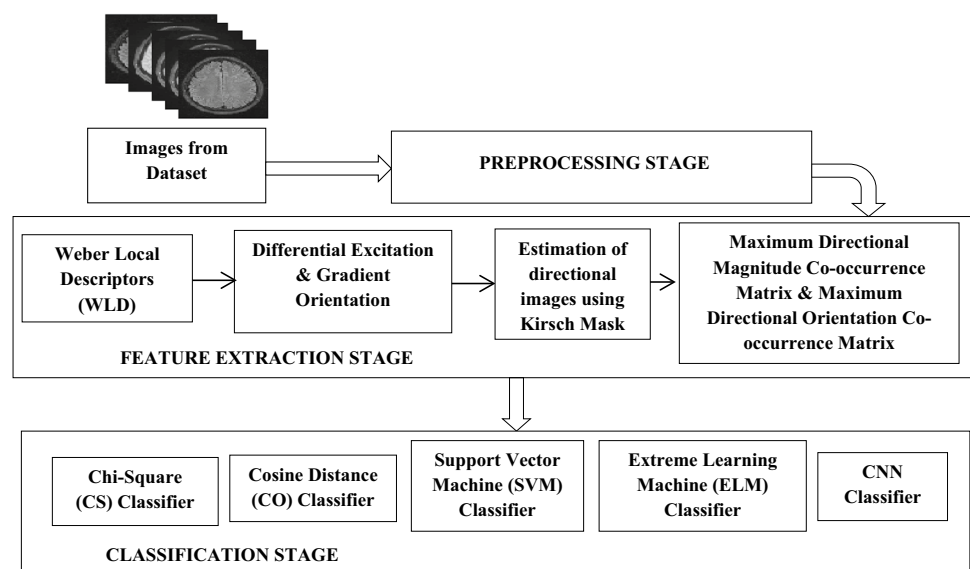 Images from
Dataset
PREPROCESSING STAGE
Weber Local
Descriptors
(WLD)
Differential Excitation
& Gradient
Orientation
Estimation of
directional
images using
Kirsch Mask
Maximum Directional
Magnitude Co-occurrence
Matrix & Maximum
Directional Orientation Co-
occurrence Matrix
FEATURE EXTRACTION STAGE
Chi-Square
(CS) Classifier
Cosine Distance
(CO) Classifier
Support Vector
Machine (SVM)
Classifier
Extreme Learning
Machine (ELM)
Classifier
CNN
Classifier
CLASSIFICATION STAGE